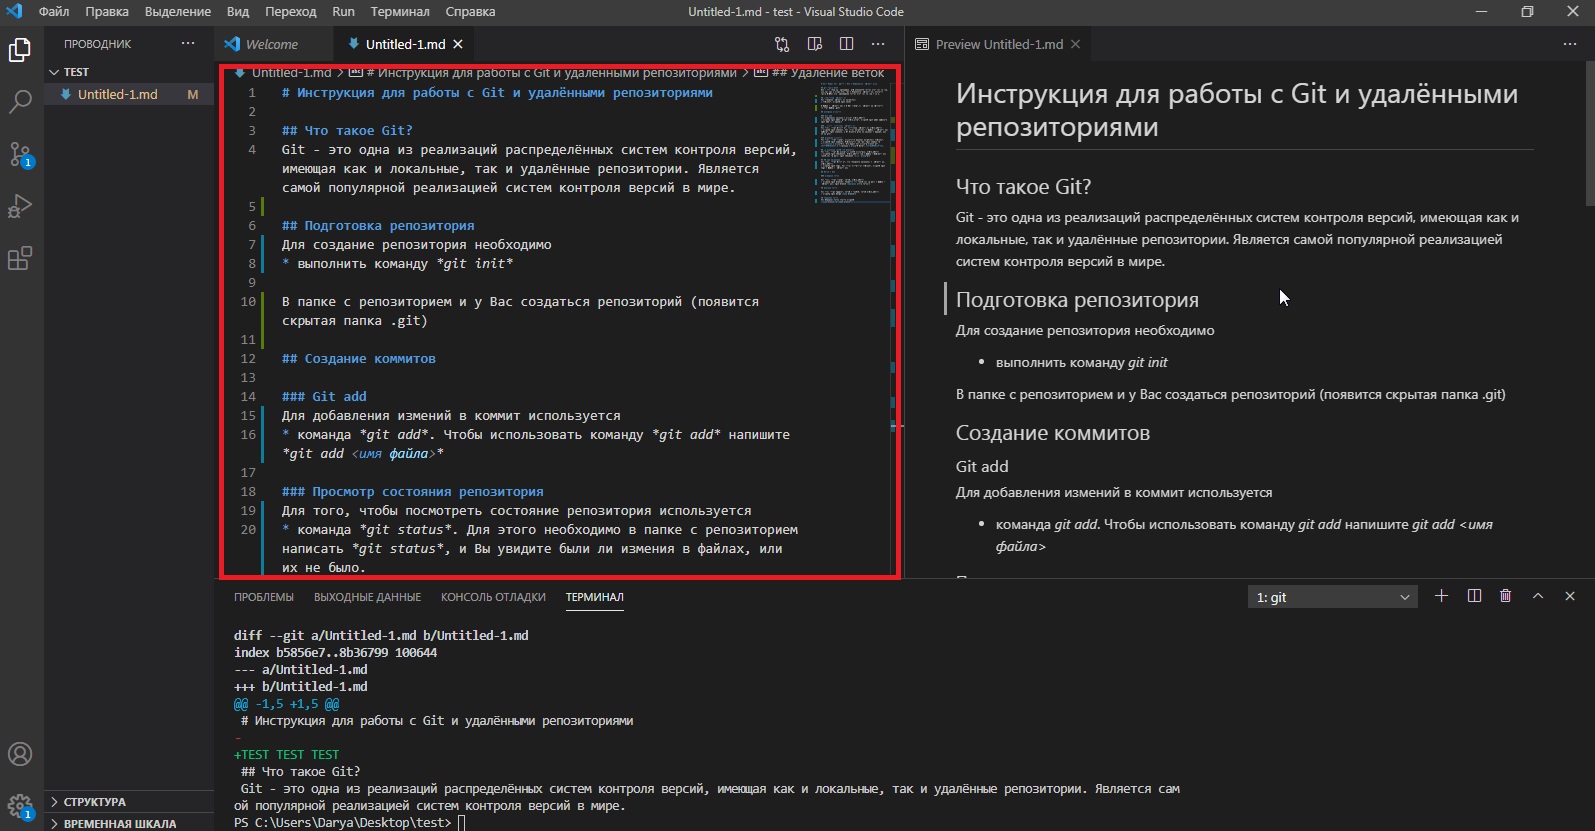 Файл Правка Выделение Вид Переход Run Терминал Справка
Untitled-1.md - test - Visual Studio Code
ПРОВОДНИК
TEST
Untitled-1.md M
1
СТРУКТУРА
ВРЕМЕННАЯ ШКАЛА
1
Welcome
Untitled-1.md
Untitled-1.md > # Инструкция для работы с Git и удалёнными репозиториями > ## Удаление веток
1 # Инструкция для работы с Git и удалёнными репозиториями
2
3 ## Что такое Git?
4 Git - это одна из реализаций распределённых систем контроля версий,
имеющая как и локальные, так и удалённые репозитории. Является
самой популярной реализацией систем контроля версий в мире.
5
6 ## Подготовка репозитория
7 Для создание репозитория необходимо
8 * выполнить команду *git init*
9
10 В папке с репозиторием и у Вас создаться репозиторий (появится
скрытая папка .git)
11
12 ## Создание коммитов
13
14 ### Git add
15 Для добавления измений в коммит используется
16 * команда *git add*. Чтобы использовать команду *git add* напишите
*git add <имя файла>*
17
18 ### Просмотр состояния репозитория
19 Для того, чтобы посмотреть состояние репозитория используется
20 * команда *git status*. Для этого необходимо в папке с репозиторием
написать *git status*, и Вы увидите были ли измения в файлах, или
их не было.
Preview Untitled-1.md
Инструкция для работы с Git и удалёнными
репозиториями
Что такое Git?
Git - это одна из реализаций распределённых систем контроля версий, имеющая как и
локальные, так и удалённые репозитории. Является самой популярной реализацией
систем контроля версий в мире.
Подготовка репозитория
Для создание репозитория необходимо
• выполнить команду git init
В папке с репозиторием и у Вас создаться репозиторий (появится скрытая папка .git)
Создание коммитов
Git add
Для добавления измений в коммит используется
• команда git add. Чтобы использовать команду git add напишите git add <имя
файла>
ПРОБЛЕМЫ ВЫХОДНЫЕ ДАННЫЕ КОНСОЛЬ ОТЛАДКИ ТЕРМИНАЛ
1: git
diff --git a/Untitled-1.md b/Untitled-1.md
index b5856e7..8b36799 100644
--- a/Untitled-1.md
+++ b/Untitled-1.md
@@ -1,5 +1,5 @@
# Инструкция для работы с Git и удалёнными репозиториями
-
+TEST TEST TEST
## Что такое Git?
Git - это одна из реализаций распределённых систем контроля версий, имеющая как и локальные, так и удалённые репозитории. Является сам
ой популярной реализацией систем контроля версий в мире.
PS C:\Users\Darya\Desktop\test>